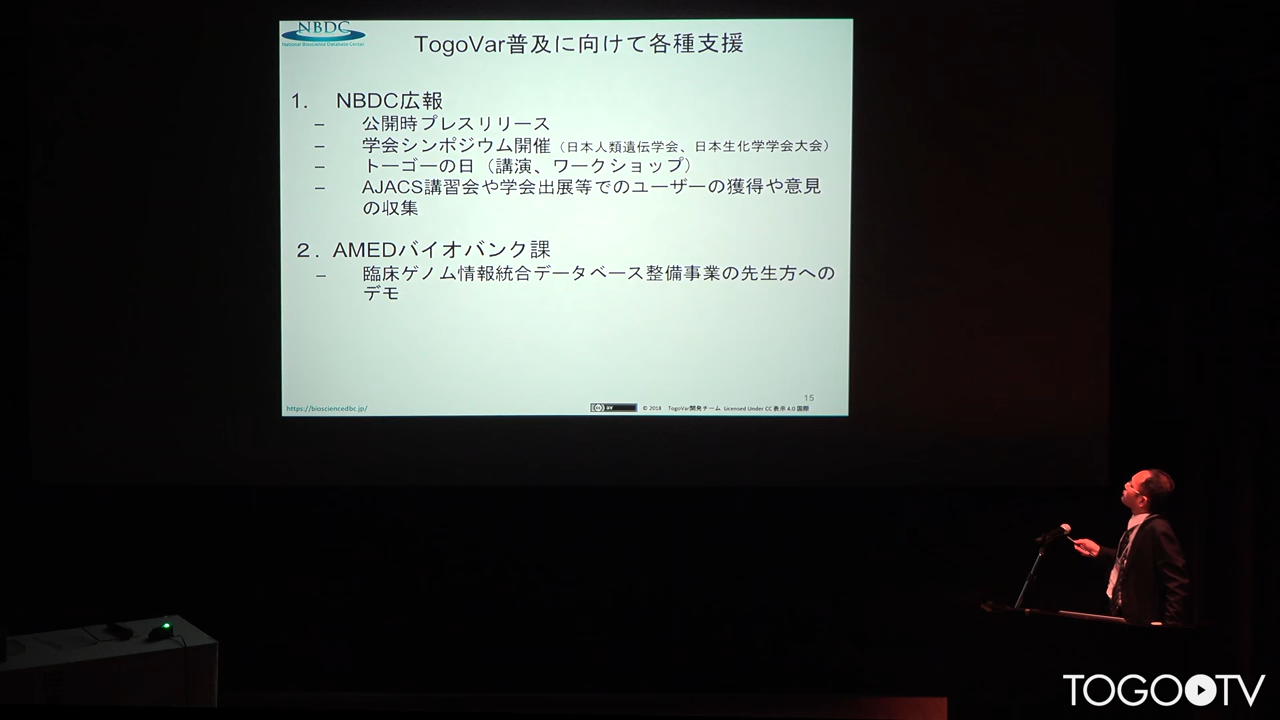 NBDC
National Bioscience Database Center
TogoVar普及に向けて各種支援
1. NBDC広報
– 公開時プレスリリース
– 学会シンポジウム開催（日本人類遺伝学会、日本生化学学会大会）
– トーゴーの日（講演、ワークショップ）
– AJACS講習会や学会出展等でのユーザーの獲得や意見
の収集
２．AMEDバイオバンク課
– 臨床ゲノム情報統合データベース整備事業の先生方への
デモ
15
https://biosciencedbc.jp/
cc BY
© 2018 TogoVar開発チーム Licensed Under CC 表示 4.0 国際
TOGOTV